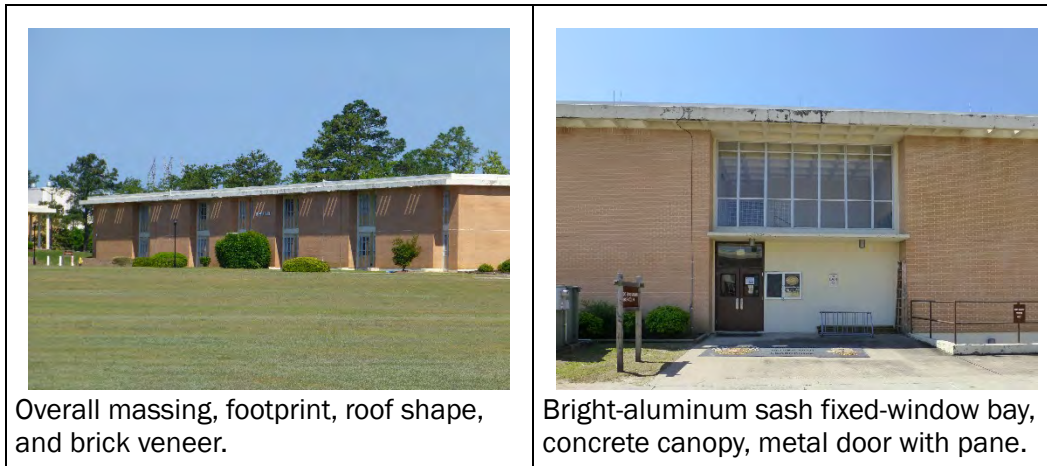 Overall massing, footprint, roof shape,
and brick veneer.
Bright-aluminum sash fixed-window bay,
concrete canopy, metal door with pane.